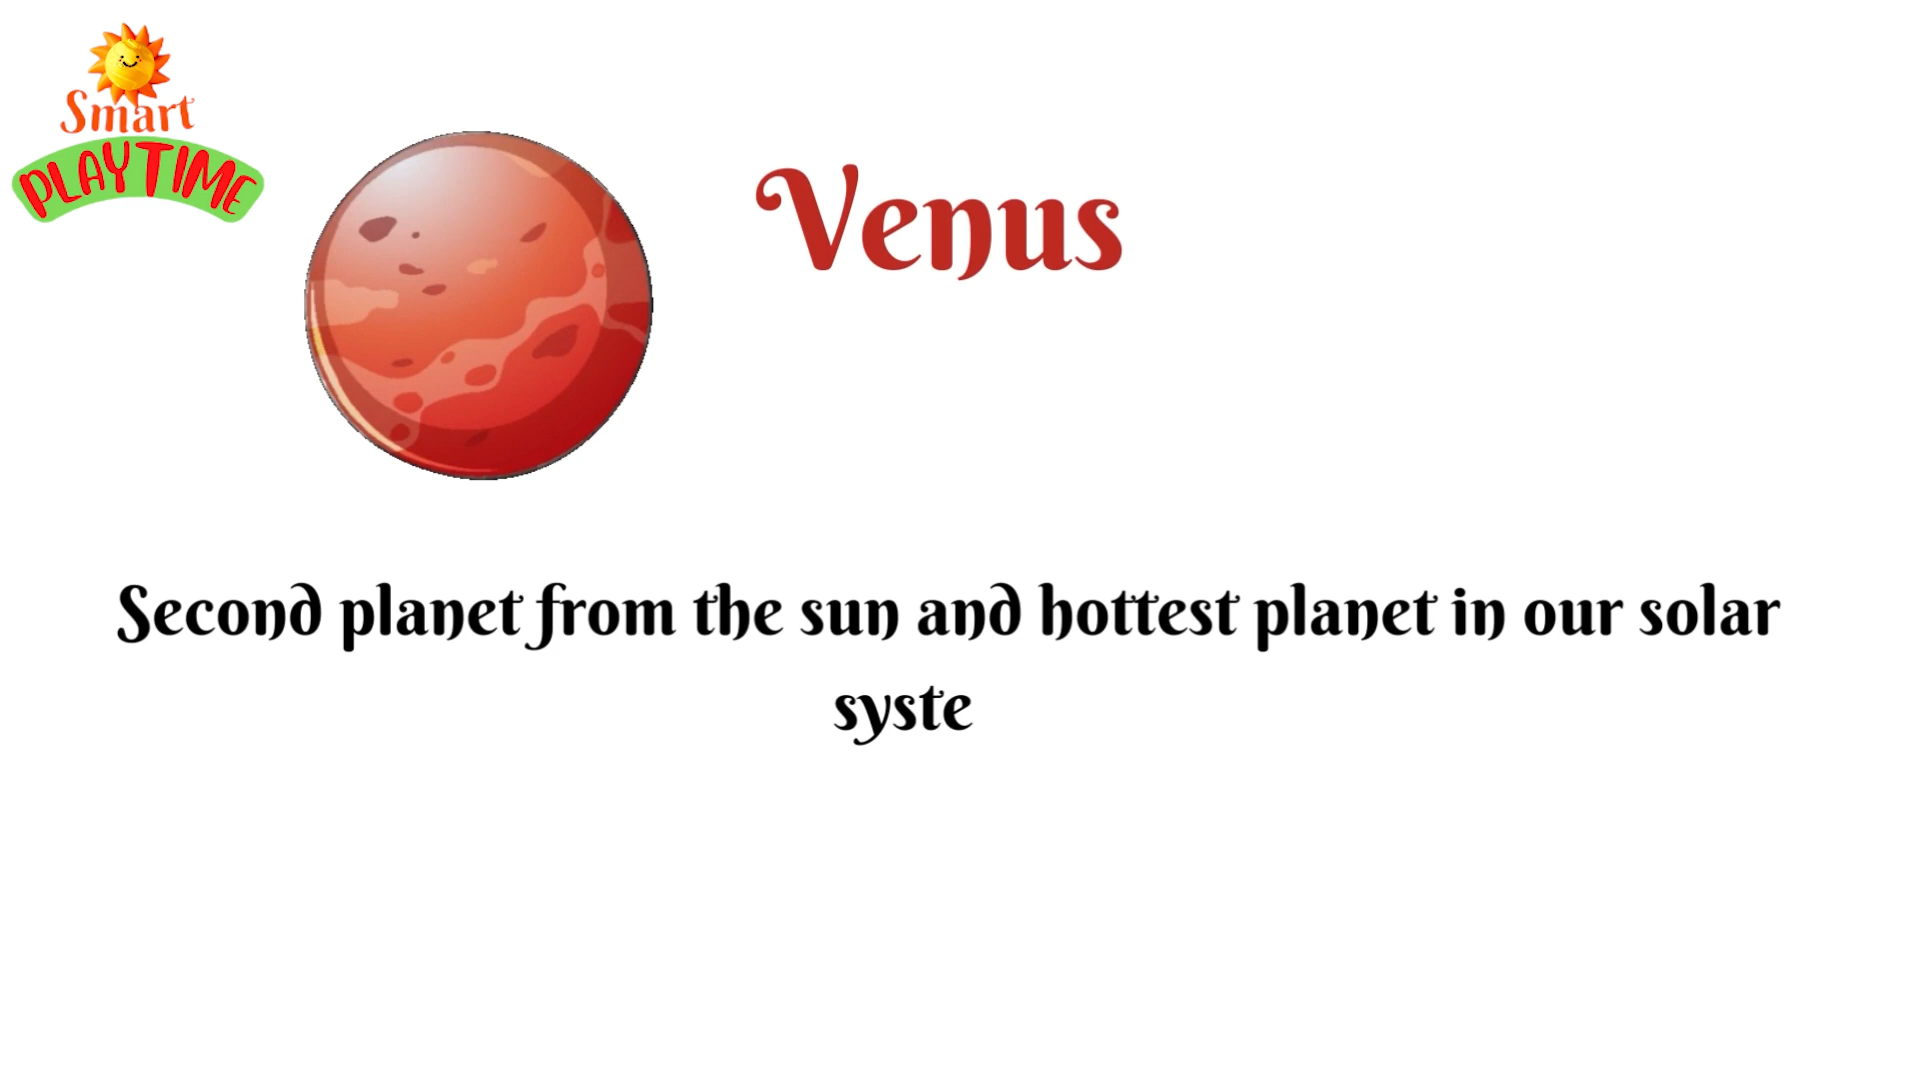 Smart
PLAYTIME
Venus
Second planet from the sun and hottest planet in our solar
syste